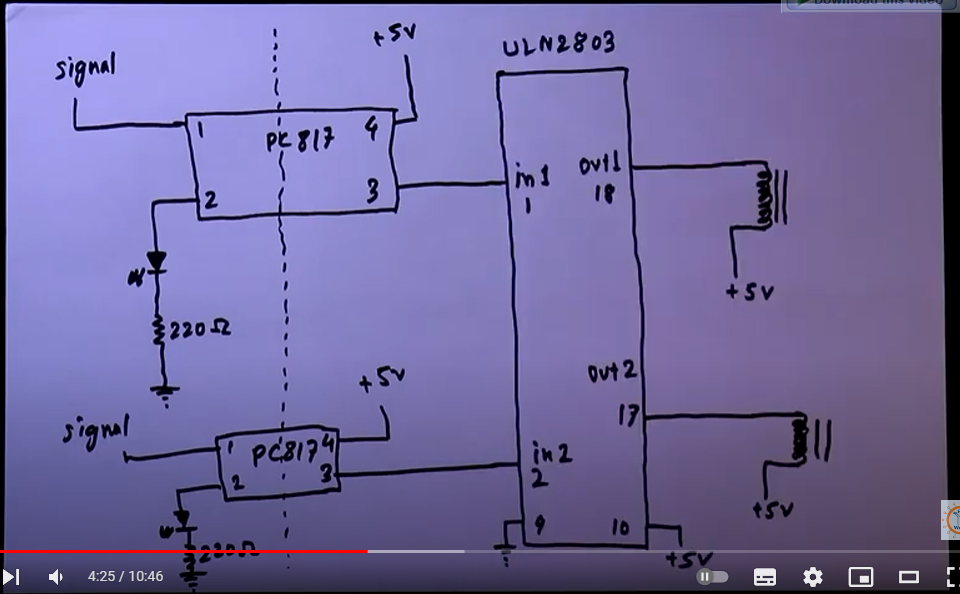 Download this video
+5V
ULN2803
signal
1
PC817
4
in1
out1
2
3
1
18
+5V
220Ω
out2
+5V
17
signal
1
PC817
4
in2
2
3
2
+5V
9
10
220Ω
+5V
4:25 / 10:46